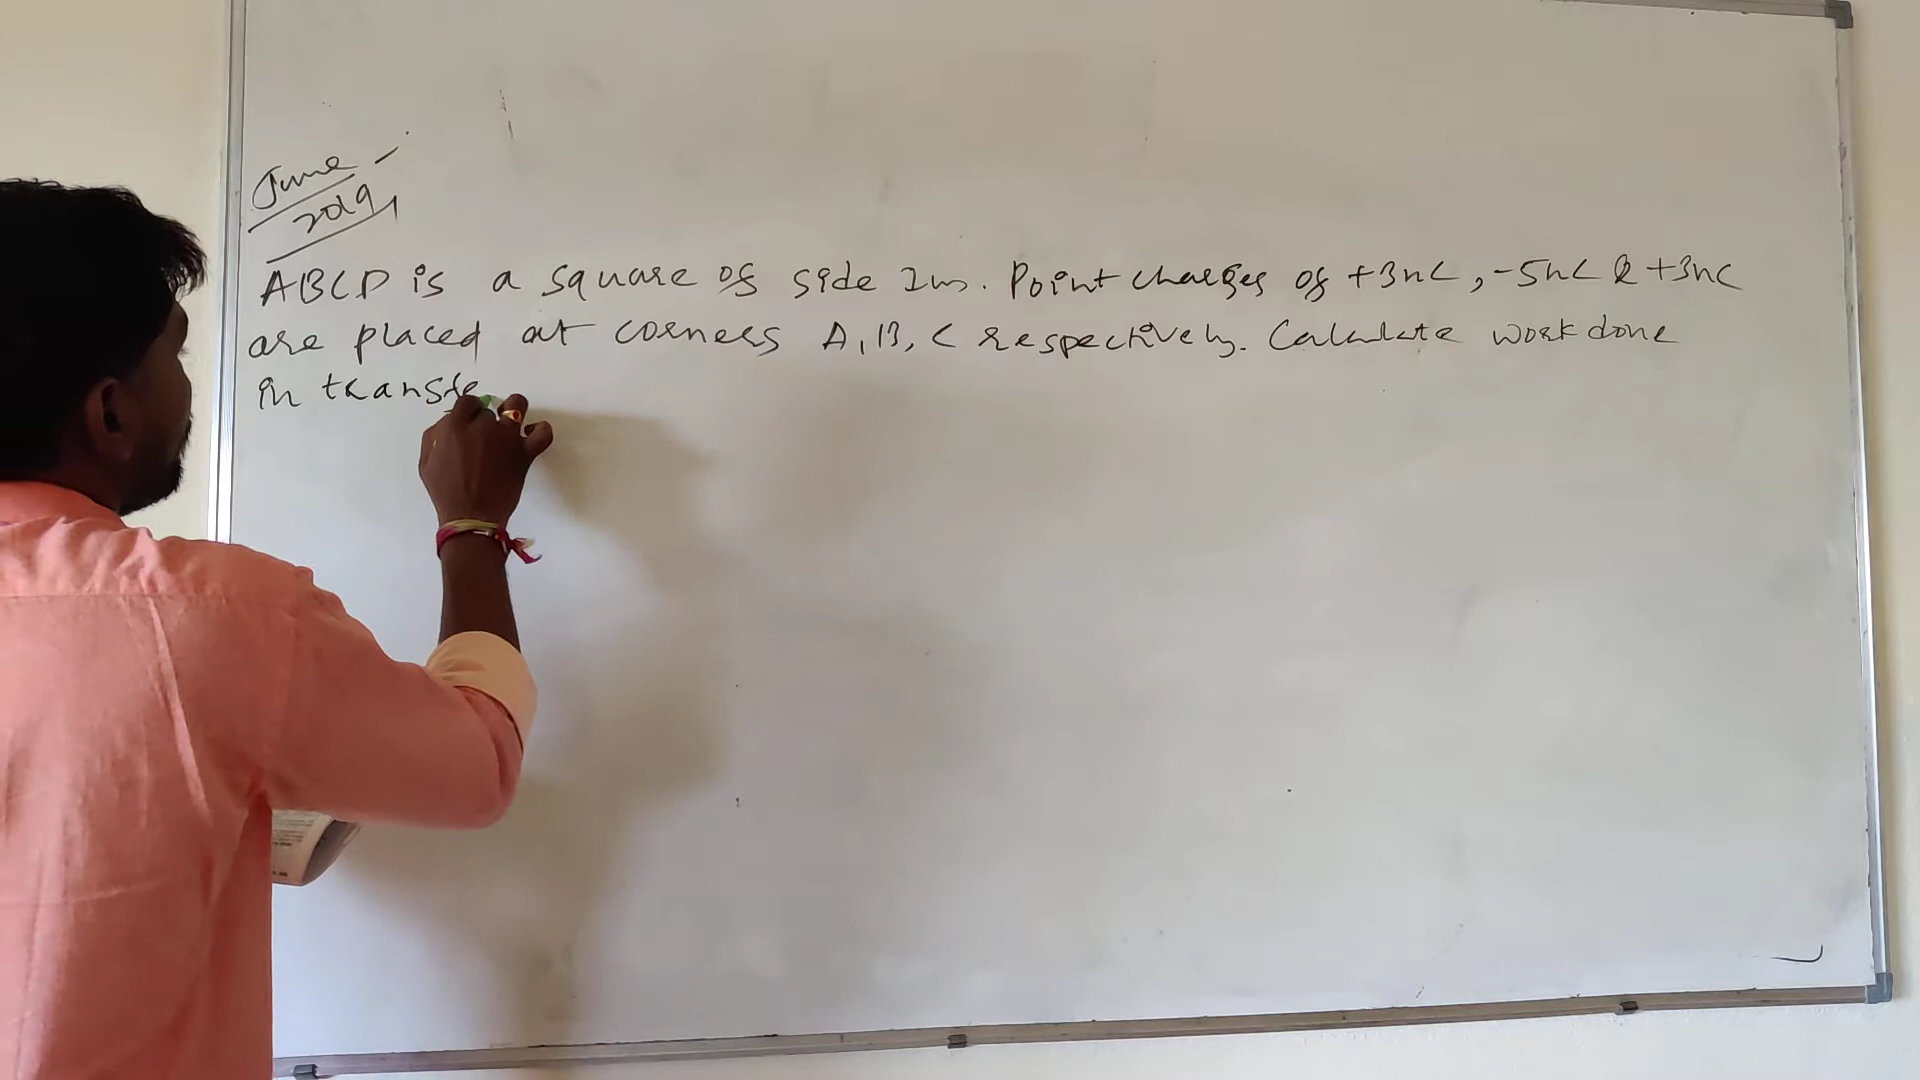 June -
2019
ABCD is a square of side 2m. Point charges of +3nC, -5nC & +3nC
are placed at corners A, B, C respectively. Calculate work done
in transfe